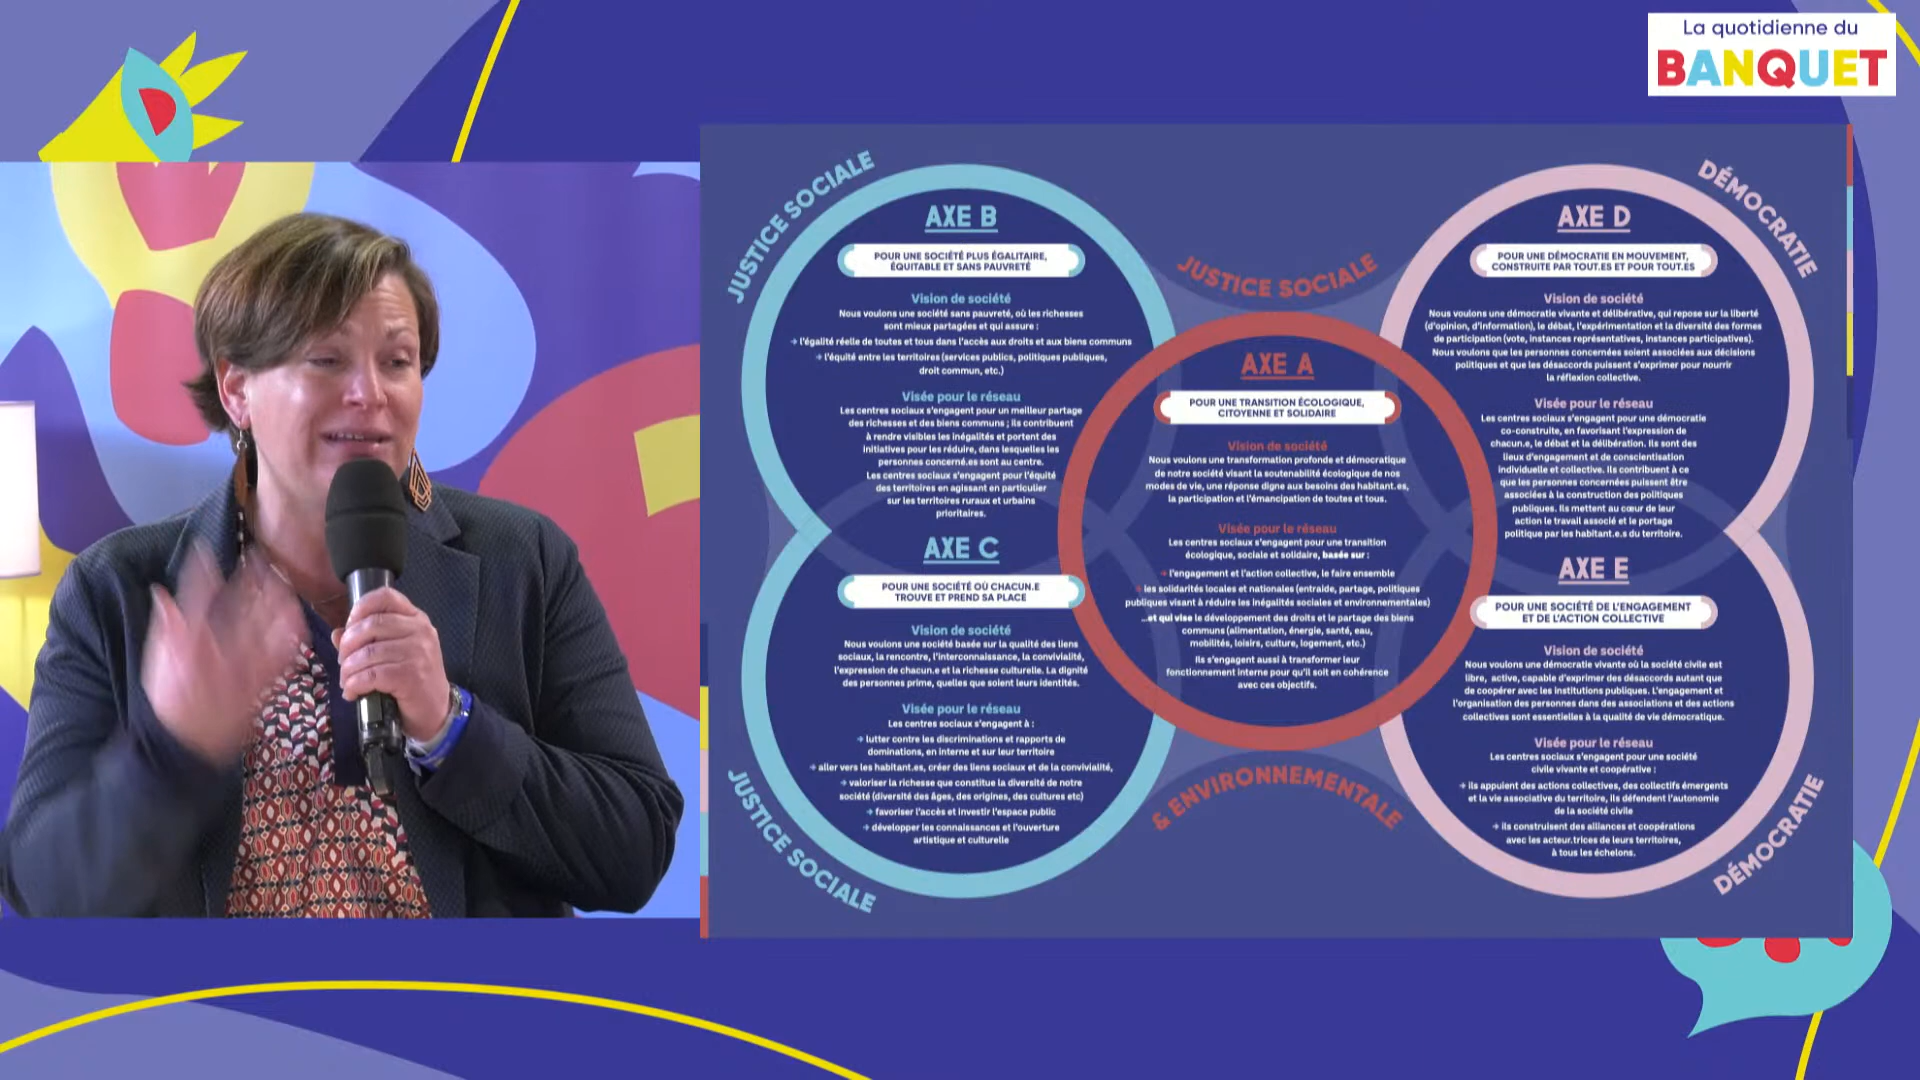 La quotidienne du
BANQUET
JUSTICE SOCIALE
AXE B
POUR UNE SOCIÉTÉ PLUS ÉGALITAIRE,
ÉQUITABLE ET SANS PAUVRETÉ
Vision de société
Nous voulons une société sans pauvreté, où les richesses
sont mieux partagées et qui assure :
→ l'égalité réelle de toutes et tous dans l'accès aux droits et aux biens communs
→ l'équité entre les territoires (services publics, politiques publiques,
droit commun, etc.)
Visée pour le réseau
Les centres sociaux s'engagent pour un meilleur partage
des richesses et des biens communs ; ils contribuent
à rendre visibles les inégalités et portent des
initiatives pour les réduire, dans lesquelles les
personnes concerné.es sont au centre.
Les centres sociaux s'engagent pour l'équité
des territoires en agissant en particulier
sur les territoires ruraux et urbains
prioritaires.
AXE C
POUR UNE SOCIÉTÉ OÙ CHACUN.E
TROUVE ET PREND SA PLACE
Vision de société
Nous voulons une société basée sur la qualité des liens
sociaux, la rencontre, l'interconnaissance, la convivialité,
l'expression de chacun.e et la richesse culturelle. La dignité
des personnes prime, quelles que soient leurs identités.
Visée pour le réseau
Les centres sociaux s'engagent à :
→ lutter contre les discriminations et rapports de
dominations, en interne et sur leur territoire
→ aller vers les habitant.es, créer des liens sociaux et de la convivialité,
→ valoriser la richesse que constitue la diversité de notre
société (diversité des âges, des origines, des cultures etc)
→ favoriser l'accès et investir l'espace public
→ développer les connaissances et l'ouverture
artistique et culturelle
JUSTICE SOCIALE
JUSTICE SOCIALE
AXE A
POUR UNE TRANSITION ÉCOLOGIQUE,
CITOYENNE ET SOLIDAIRE
Vision de société
Nous voulons une transformation profonde et démocratique
de notre société visant la soutenabilité écologique de nos
modes de vie, une réponse digne aux besoins des habitant.es,
la participation et l'émancipation de toutes et tous.
Visée pour le réseau
Les centres sociaux s'engagent pour une transition
écologique, sociale et solidaire, basée sur :
→ l'engagement et l'action collective, le faire ensemble
→ les solidarités locales et nationales (entraide, partage, politiques
publiques visant à réduire les inégalités sociales et environnementales)
...et qui vise le développement des droits et le partage des biens
communs (alimentation, énergie, santé, eau,
mobilités, loisirs, culture, logement, etc.)
Ils s'engagent aussi à transformer leur
fonctionnement interne pour qu'il soit en cohérence
avec ces objectifs.
& ENVIRONNEMENTALE
DÉMOCRATIE
AXE D
POUR UNE DÉMOCRATIE EN MOUVEMENT,
CONSTRUITE PAR TOUT.ES ET POUR TOUT.ES
Vision de société
Nous voulons une démocratie vivante et délibérative, qui repose sur la liberté
(d'opinion, d'information), le débat, l'expérimentation et la diversité des formes
de participation (vote, instances représentatives, instances participatives).
Nous voulons que les personnes concernées soient associées aux décisions
politiques et que les désaccords puissent s'exprimer pour nourrir
la réflexion collective.
Visée pour le réseau
Les centres sociaux s'engagent pour une démocratie
co-construite, en favorisant l'expression de
chacun.e, le débat et la délibération. Ils sont des
lieux d'engagement et de conscientisation
individuelle et collective. Ils contribuent à ce
que les personnes concernées puissent être
associées à la construction des politiques
publiques. Ils mettent au cœur de leur
action le travail associé et le portage
politique par les habitant.e.s du territoire.
AXE E
POUR UNE SOCIÉTÉ DE L'ENGAGEMENT
ET DE L'ACTION COLLECTIVE
Vision de société
Nous voulons une démocratie vivante où la société civile est
libre, active, capable d'exprimer des désaccords autant que
de coopérer avec les institutions publiques. L'engagement et
l'organisation des personnes dans des associations et des actions
collectives sont essentielles à la qualité de vie démocratique.
Visée pour le réseau
Les centres sociaux s'engagent pour une société
civile vivante et coopérative :
→ ils appuient des actions collectives, des collectifs émergents
et la vie associative du territoire, ils défendent l'autonomie
de la société civile
→ ils construisent des alliances et coopérations
avec les acteur.trices de leurs territoires,
à tous les échelons.
DÉMOCRATIE